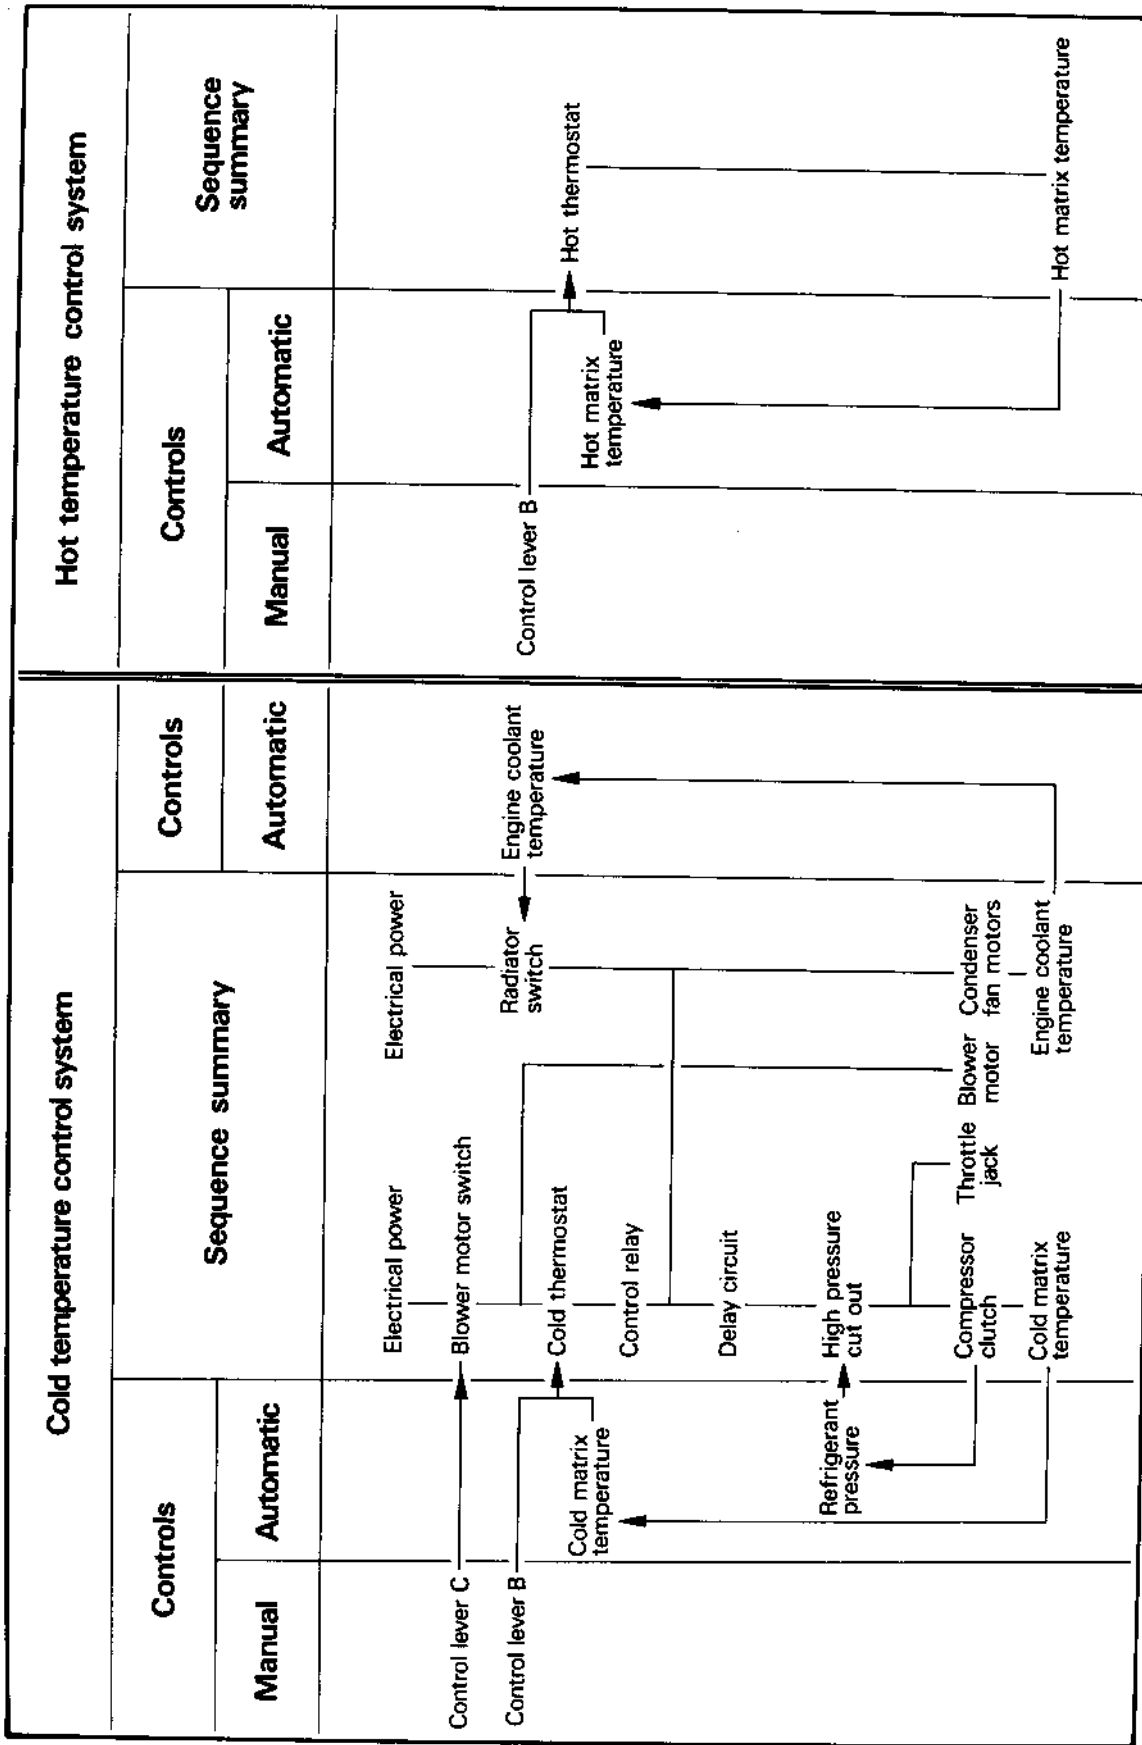 Cold temperature control system
Hot temperature control system
Controls
Sequence summary
Controls
Controls
Sequence
summary
Manual
Automatic
Automatic
Manual
Automatic
Electrical power
Electrical power
Control lever C
Blower motor switch
Control lever B
Cold thermostat
Radiator
switch
Engine coolant
temperature
Control lever B
Hot thermostat
Cold matrix
temperature
Hot matrix
temperature
Control relay
Delay circuit
Refrigerant
pressure
High pressure
cut out
Compressor
clutch
Throttle
jack
Blower
motor
Condenser
fan motors
Cold matrix
temperature
Engine coolant
temperature
Hot matrix temperature